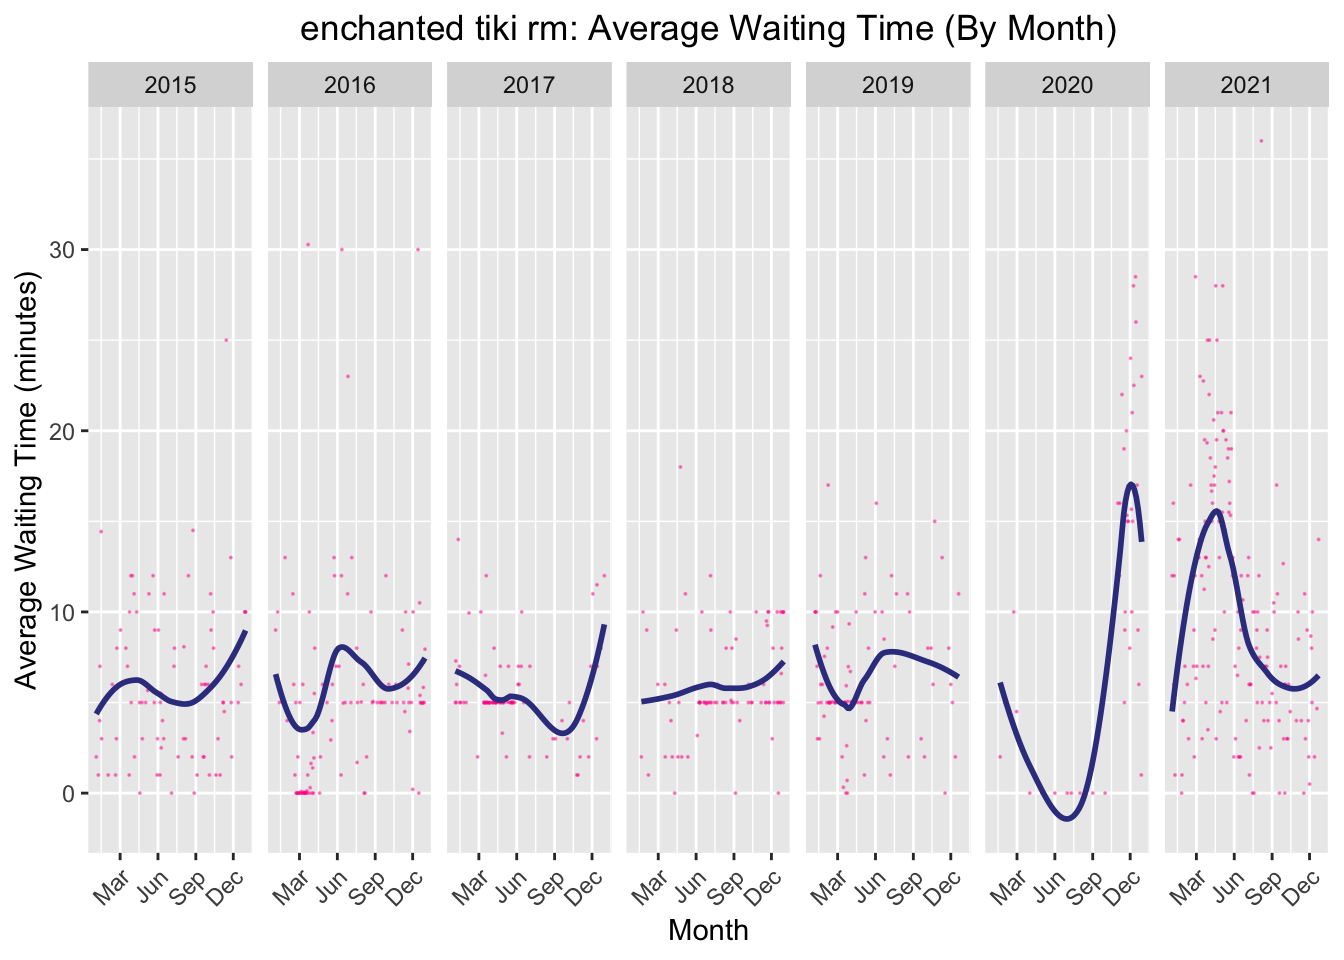 enchanted tiki rm: Average Waiting Time (By Month)
2015 2016 2017 2018 2019 2020 2021
Average Waiting Time (minutes)
30
20
10
0
Mar Jun Sep Dec Mar Jun Sep Dec Mar Jun Sep Dec Mar Jun Sep Dec Mar Jun Sep Dec Mar Jun Sep Dec Mar Jun Sep Dec
Month